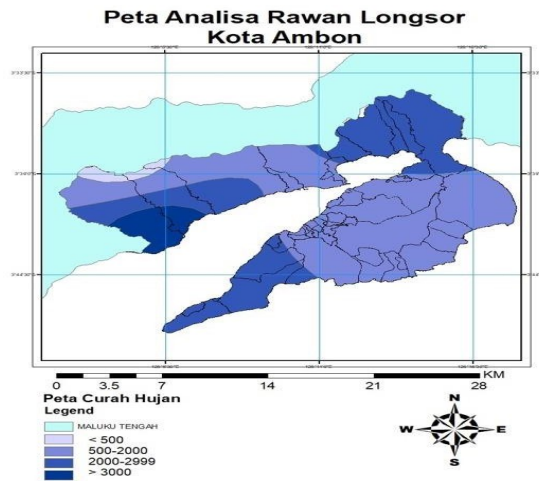 Peta Analisa Rawan Longsor
Kota Ambon
KM
0 3.5 7 14 21 28
Peta Curah Hujan
Legend
MALUKU TENGAH
< 500
500-2000
2000-2999
> 3000
N
W E
S